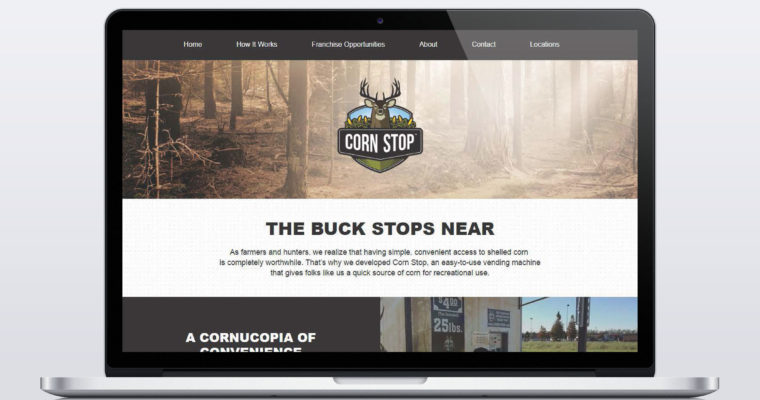 Home How It Works Franchise Opportunities About Contact Locations
CORN STOP
THE BUCK STOPS NEAR
As farmers and hunters, we realize that having simple, convenient access to shelled corn
is completely worthwhile. That's why we developed Corn Stop, an easy-to-use vending machine
that gives folks like us a quick source of corn for recreational use.
A CORNUCOPIA OF
CONVENIENCE
$4.00
25lbs.